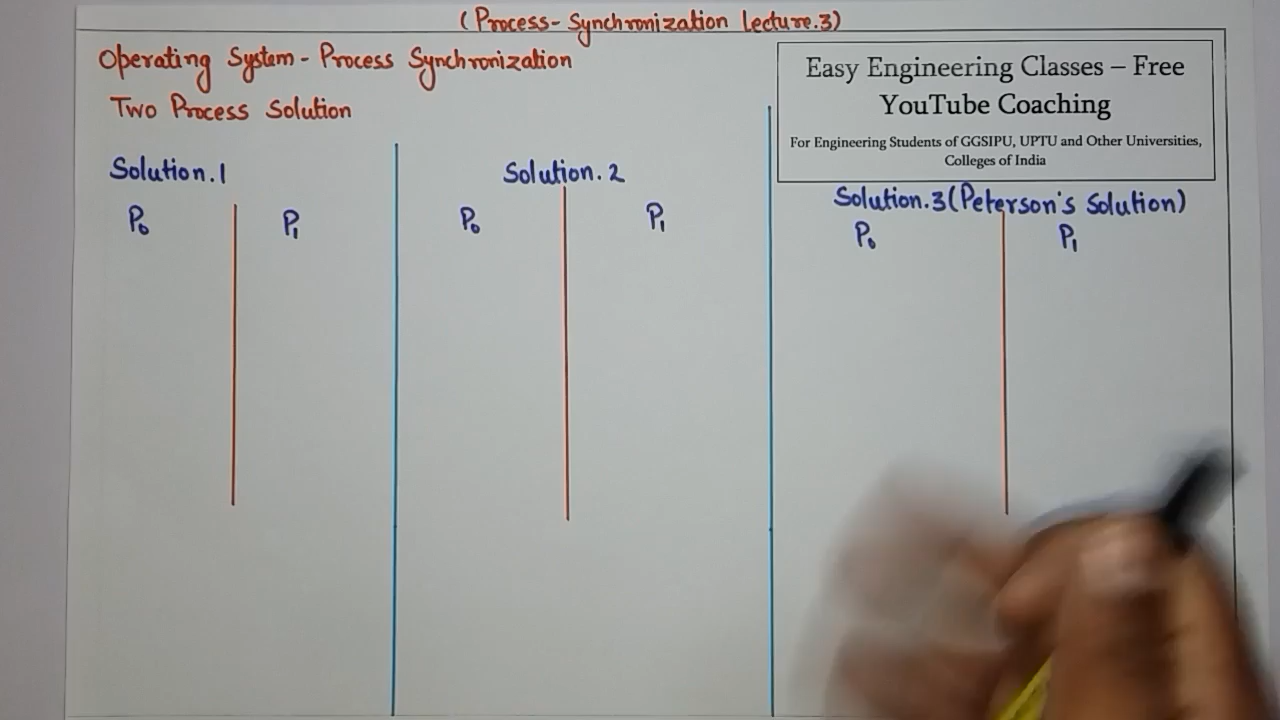 (Process-Synchronization Lecture.3)
Operating System - Process Synchronization
Two Process Solution
Easy Engineering Classes – Free
YouTube Coaching
For Engineering Students of GGSIPU, UPTU and Other Universities,
Colleges of India
Solution.1
P0 P1
Solution.2
P0 P1
Solution.3(Peterson's Solution)
P0 P1